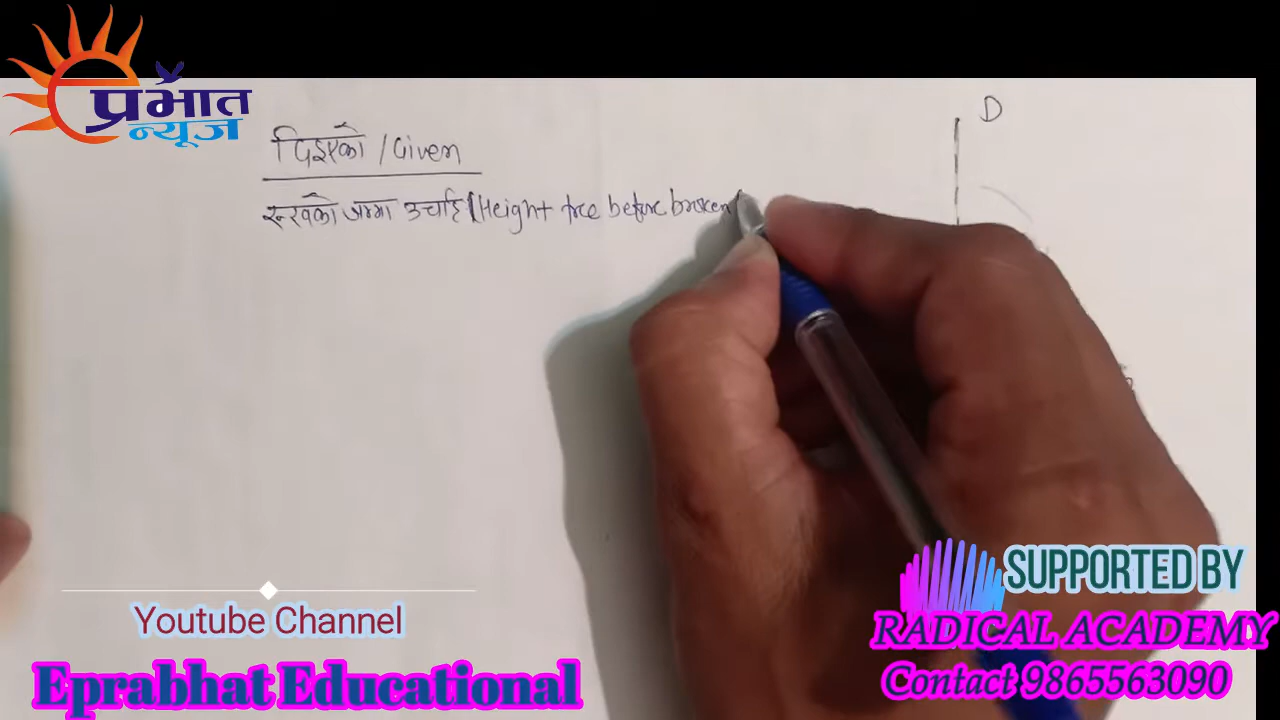 प्रभात
न्यूज
D
दिइएको / Given
रूखको जम्मा उचाई (Height tree before broken)
SUPPORTED BY
Youtube Channel
RADICAL ACADEMY
Eprabhat Educational
Contact 9865563090